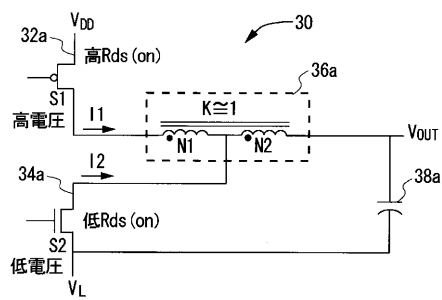 30
VDD
32a
高Rds(on)
36a
S1
K≅1
高電圧
I1
N1
N2
VOUT
I2
38a
34a
低Rds(on)
S2
低電圧
VL